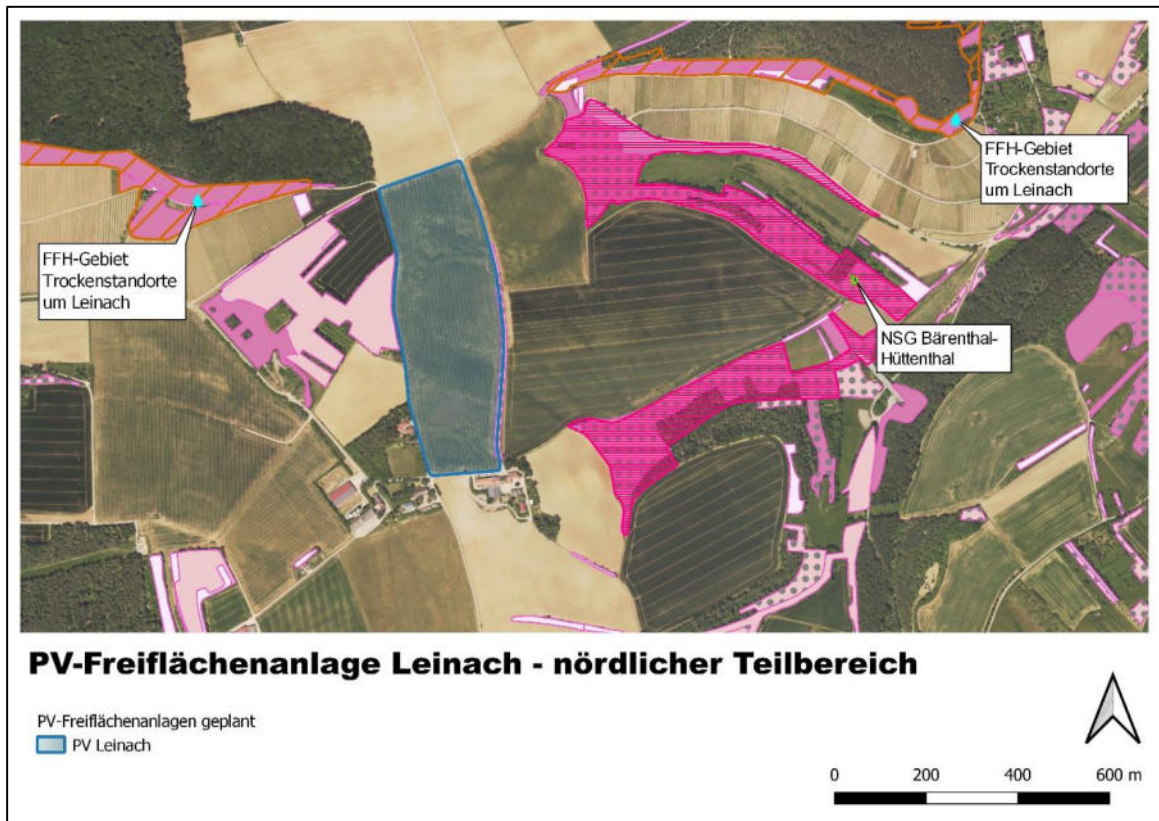 FFH-Gebiet
Trockenstandorte
um Leinach
FFH-Gebiet
Trockenstandorte
um Leinach
NSG Bärenthal-
Hüttenthal
PV-Freiflächenanlage Leinach - nördlicher Teilbereich
PV-Freiflächenanlagen geplant
PV Leinach
0 200 400 600 m